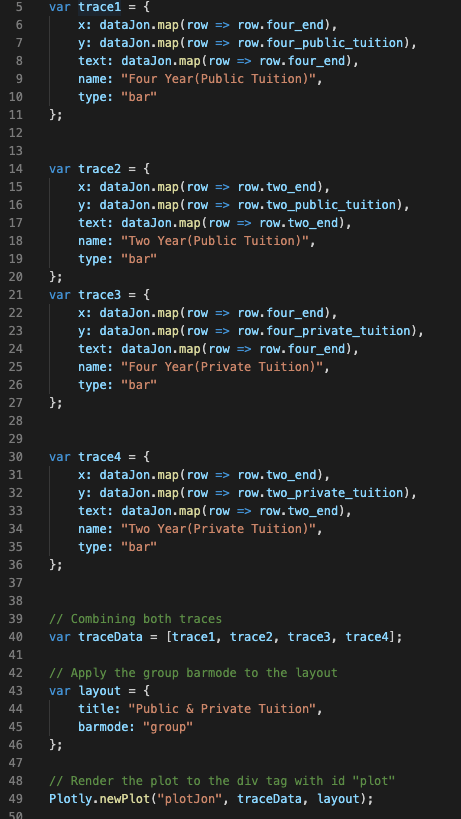 5 var trace1 = {
6 x: dataJon.map(row => row.four_end),
7 y: dataJon.map(row => row.four_public_tuition),
8 text: dataJon.map(row => row.four_end),
9 name: "Four Year(Public Tuition)",
10 type: "bar"
11 };
12
13
14 var trace2 = {
15 x: dataJon.map(row => row.two_end),
16 y: dataJon.map(row => row.two_public_tuition),
17 text: dataJon.map(row => row.two_end),
18 name: "Two Year(Public Tuition)",
19 type: "bar"
20 };
21 var trace3 = {
22 x: dataJon.map(row => row.four_end),
23 y: dataJon.map(row => row.four_private_tuition),
24 text: dataJon.map(row => row.four_end),
25 name: "Four Year(Private Tuition)",
26 type: "bar"
27 };
28
29
30 var trace4 = {
31 x: dataJon.map(row => row.two_end),
32 y: dataJon.map(row => row.two_private_tuition),
33 text: dataJon.map(row => row.two_end),
34 name: "Two Year(Private Tuition)",
35 type: "bar"
36 };
37
38
39 // Combining both traces
40 var traceData = [trace1, trace2, trace3, trace4];
41
42 // Apply the group barmode to the layout
43 var layout = {
44 title: "Public & Private Tuition",
45 barmode: "group"
46 };
47
48 // Render the plot to the div tag with id "plot"
49 Plotly.newPlot("plotJon", traceData, layout);
50